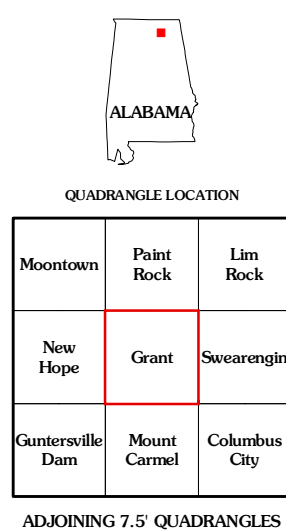 ALABAMA
QUADRANGLE LOCATION
Moontown
Paint
Rock
Lim
Rock
New
Hope
Grant
Swearengin
Guntersville
Dam
Mount
Carmel
Columbus
City
ADJOINING 7.5' QUADRANGLES